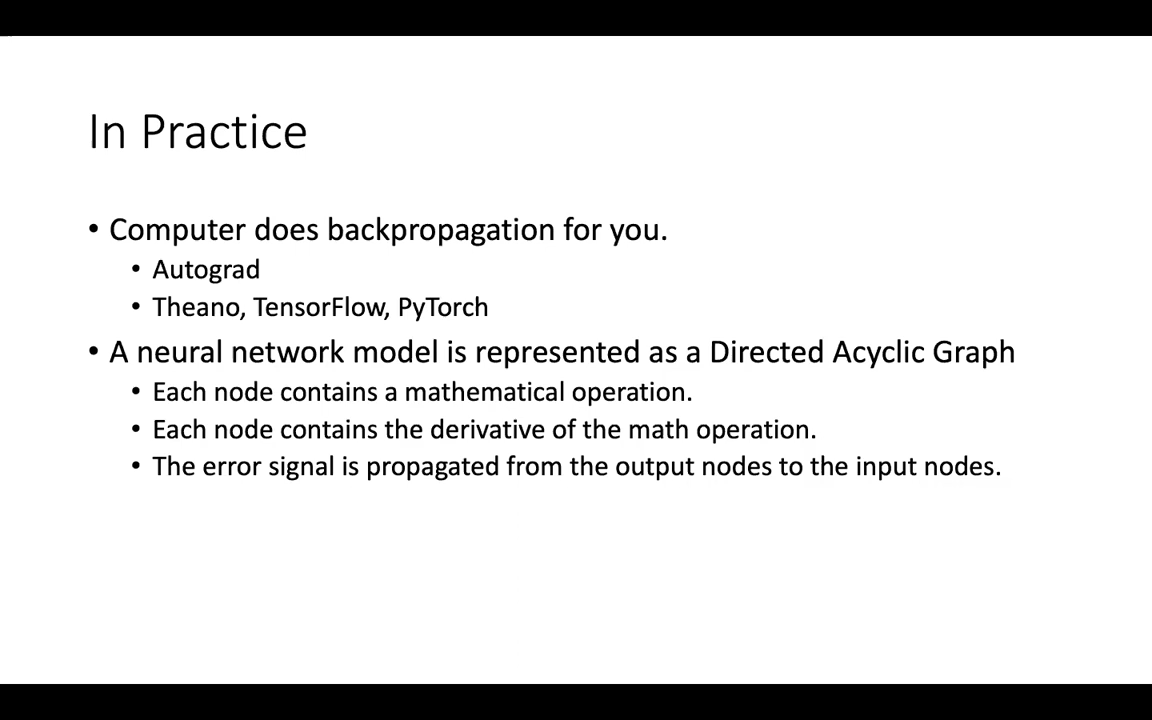 In Practice
• Computer does backpropagation for you.
• Autograd
• Theano, TensorFlow, PyTorch
• A neural network model is represented as a Directed Acyclic Graph
• Each node contains a mathematical operation.
• Each node contains the derivative of the math operation.
• The error signal is propagated from the output nodes to the input nodes.